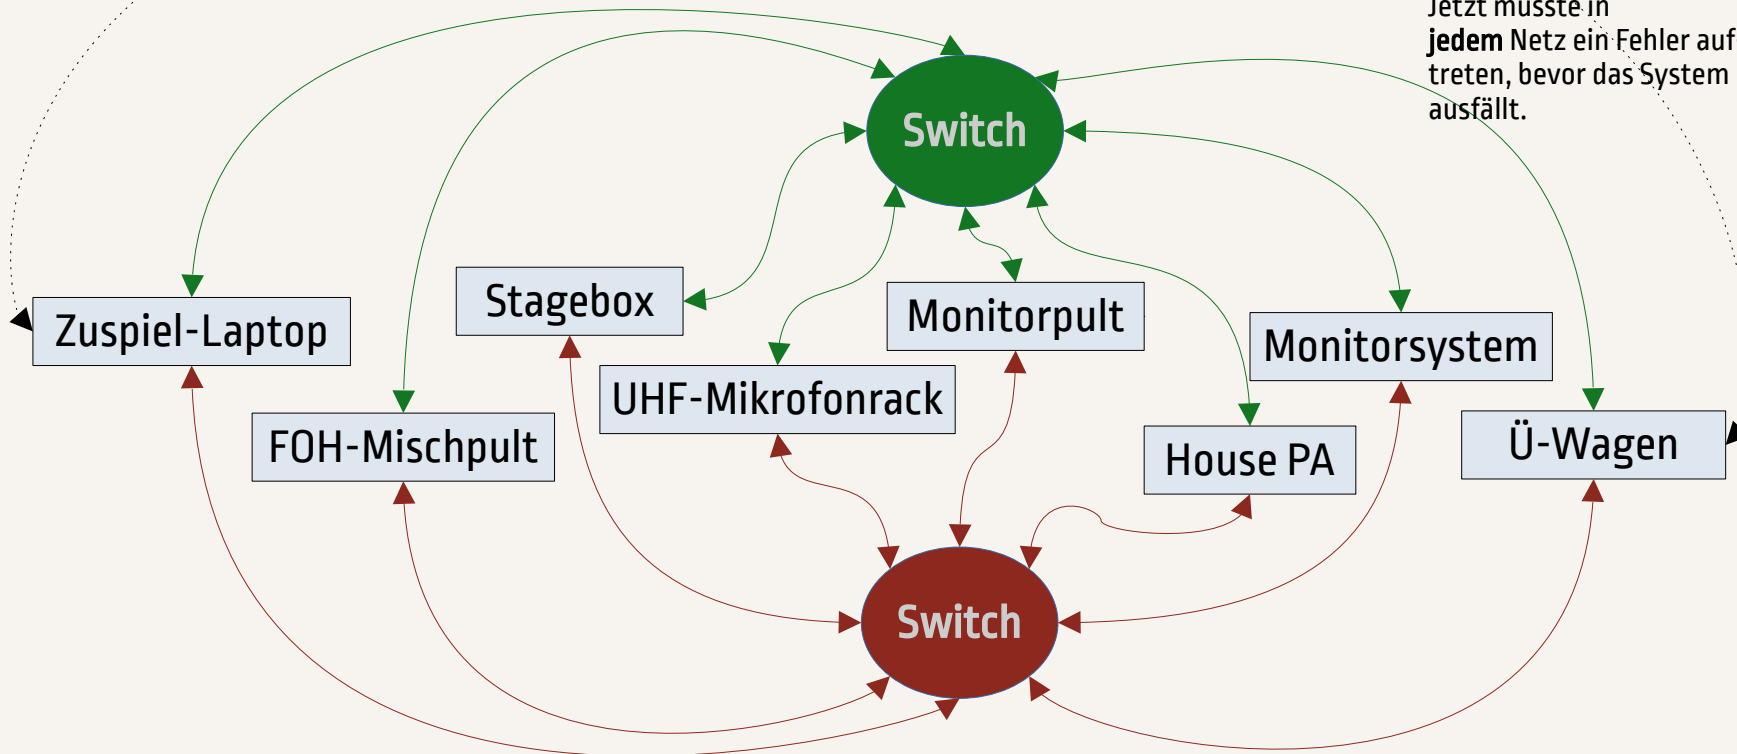 Jetzt müsste in
jedem Netz ein Fehler auf-
treten, bevor das System
ausfällt.
Switch
Stagebox
Zuspiel-Laptop
Monitorpult
Monitorsystem
UHF-Mikrofonrack
FOH-Mischpult
House PA
Ü-Wagen
Switch